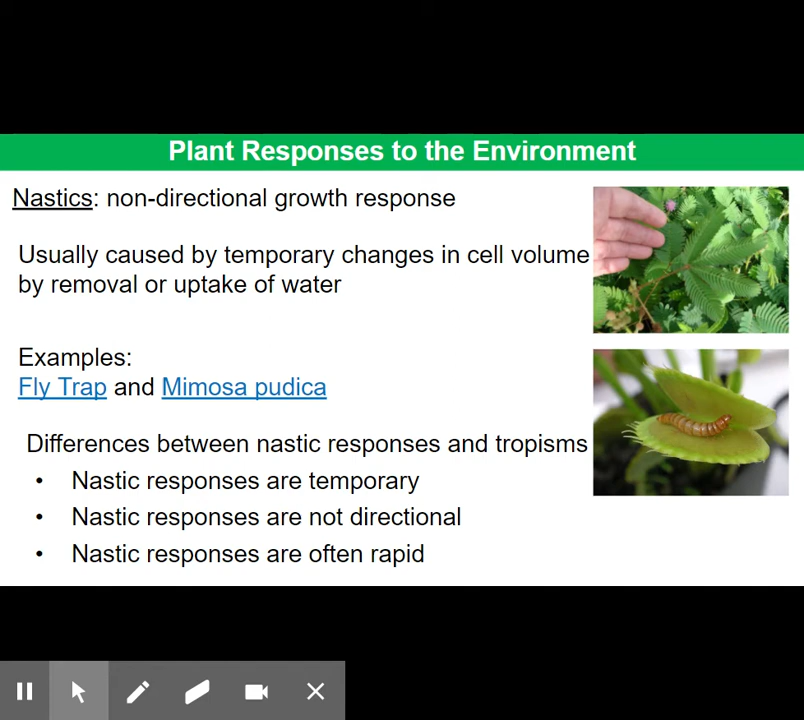 Plant Responses to the Environment
Nastics: non-directional growth response
Usually caused by temporary changes in cell volume
by removal or uptake of water
Examples:
Fly Trap and Mimosa pudica
Differences between nastic responses and tropisms
• Nastic responses are temporary
• Nastic responses are not directional
• Nastic responses are often rapid